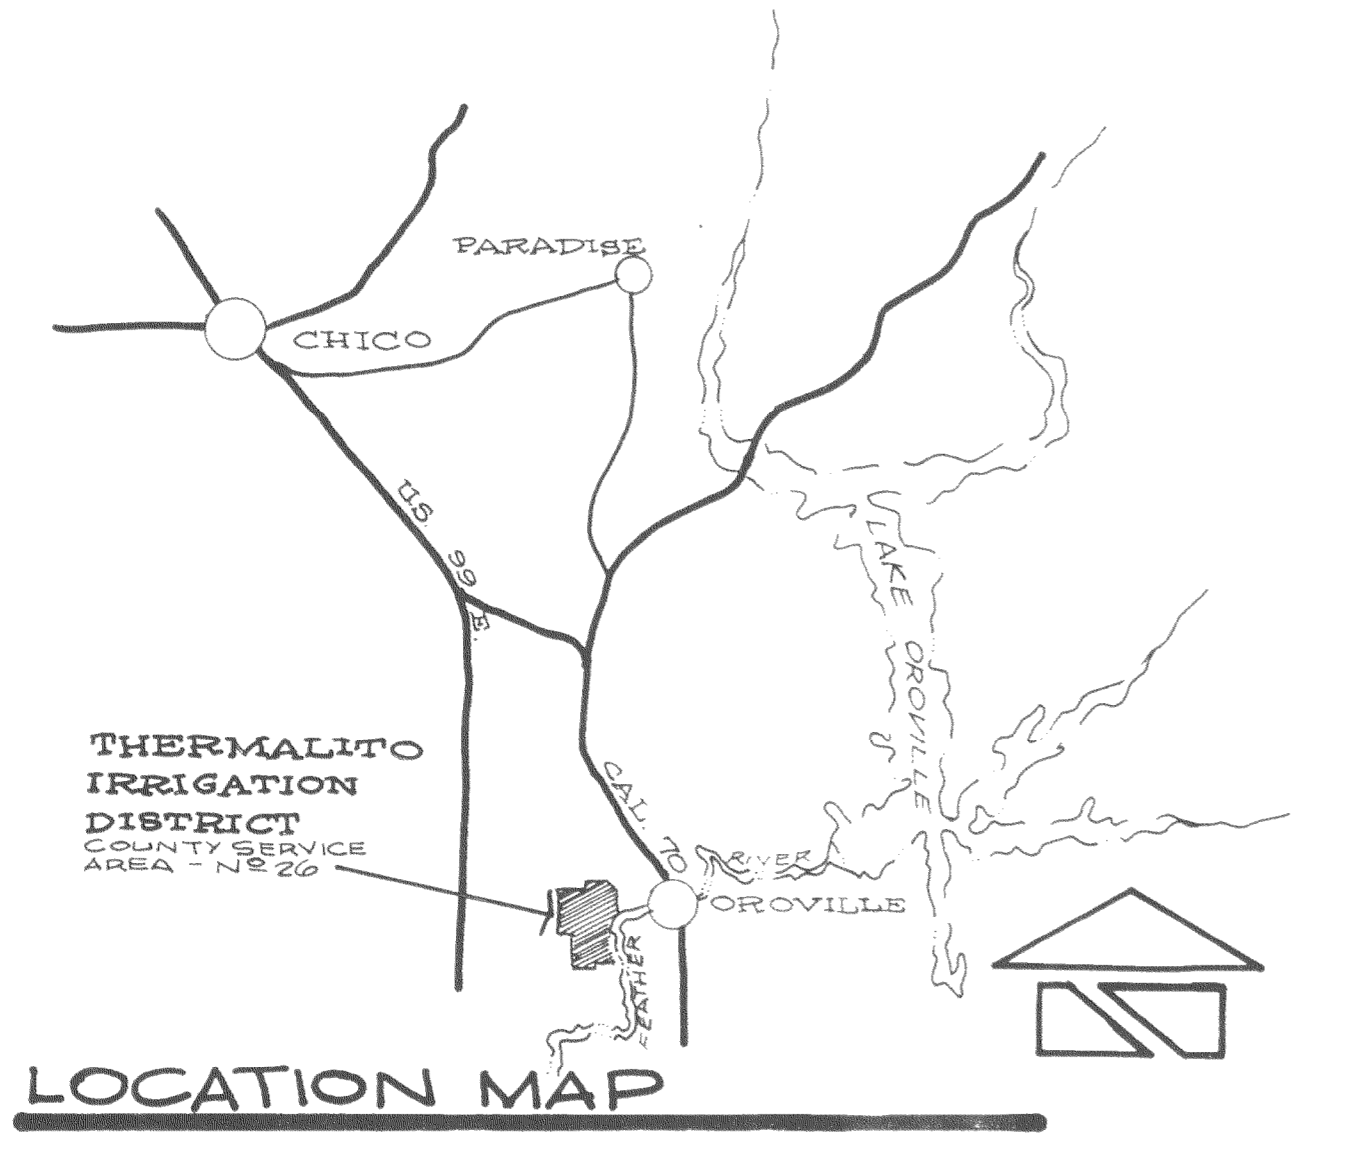 PARADISE
CHICO
U.S. 99 E.
LAKE OROVILLE
THERMALITO
IRRIGATION
DISTRICT
COUNTY SERVICE
AREA - Nº 26
CAL. 70
RIVER
OROVILLE
FEATHER
LOCATION MAP